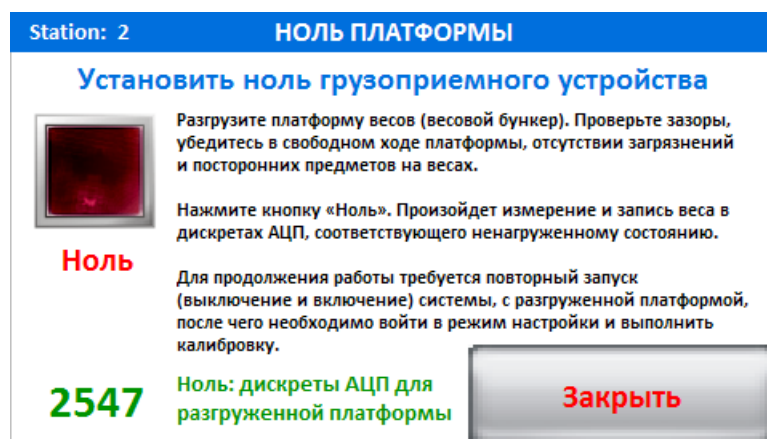 Station: 2 НОЛЬ ПЛАТФОРМЫ
Установить ноль грузоприемного устройства
Разгрузите платформу весов (весовой бункер). Проверьте зазоры,
убедитесь в свободном ходе платформы, отсутствии загрязнений
и посторонних предметов на весах.
Нажмите кнопку «Ноль». Произойдет измерение и запись веса в
дискретах АЦП, соответствующего ненагруженному состоянию.
Ноль
Для продолжения работы требуется повторный запуск
(выключение и включение) системы, с разгруженной платформой,
после чего необходимо войти в режим настройки и выполнить
калибровку.
2547
Ноль: дискреты АЦП для
разгруженной платформы
Закрыть